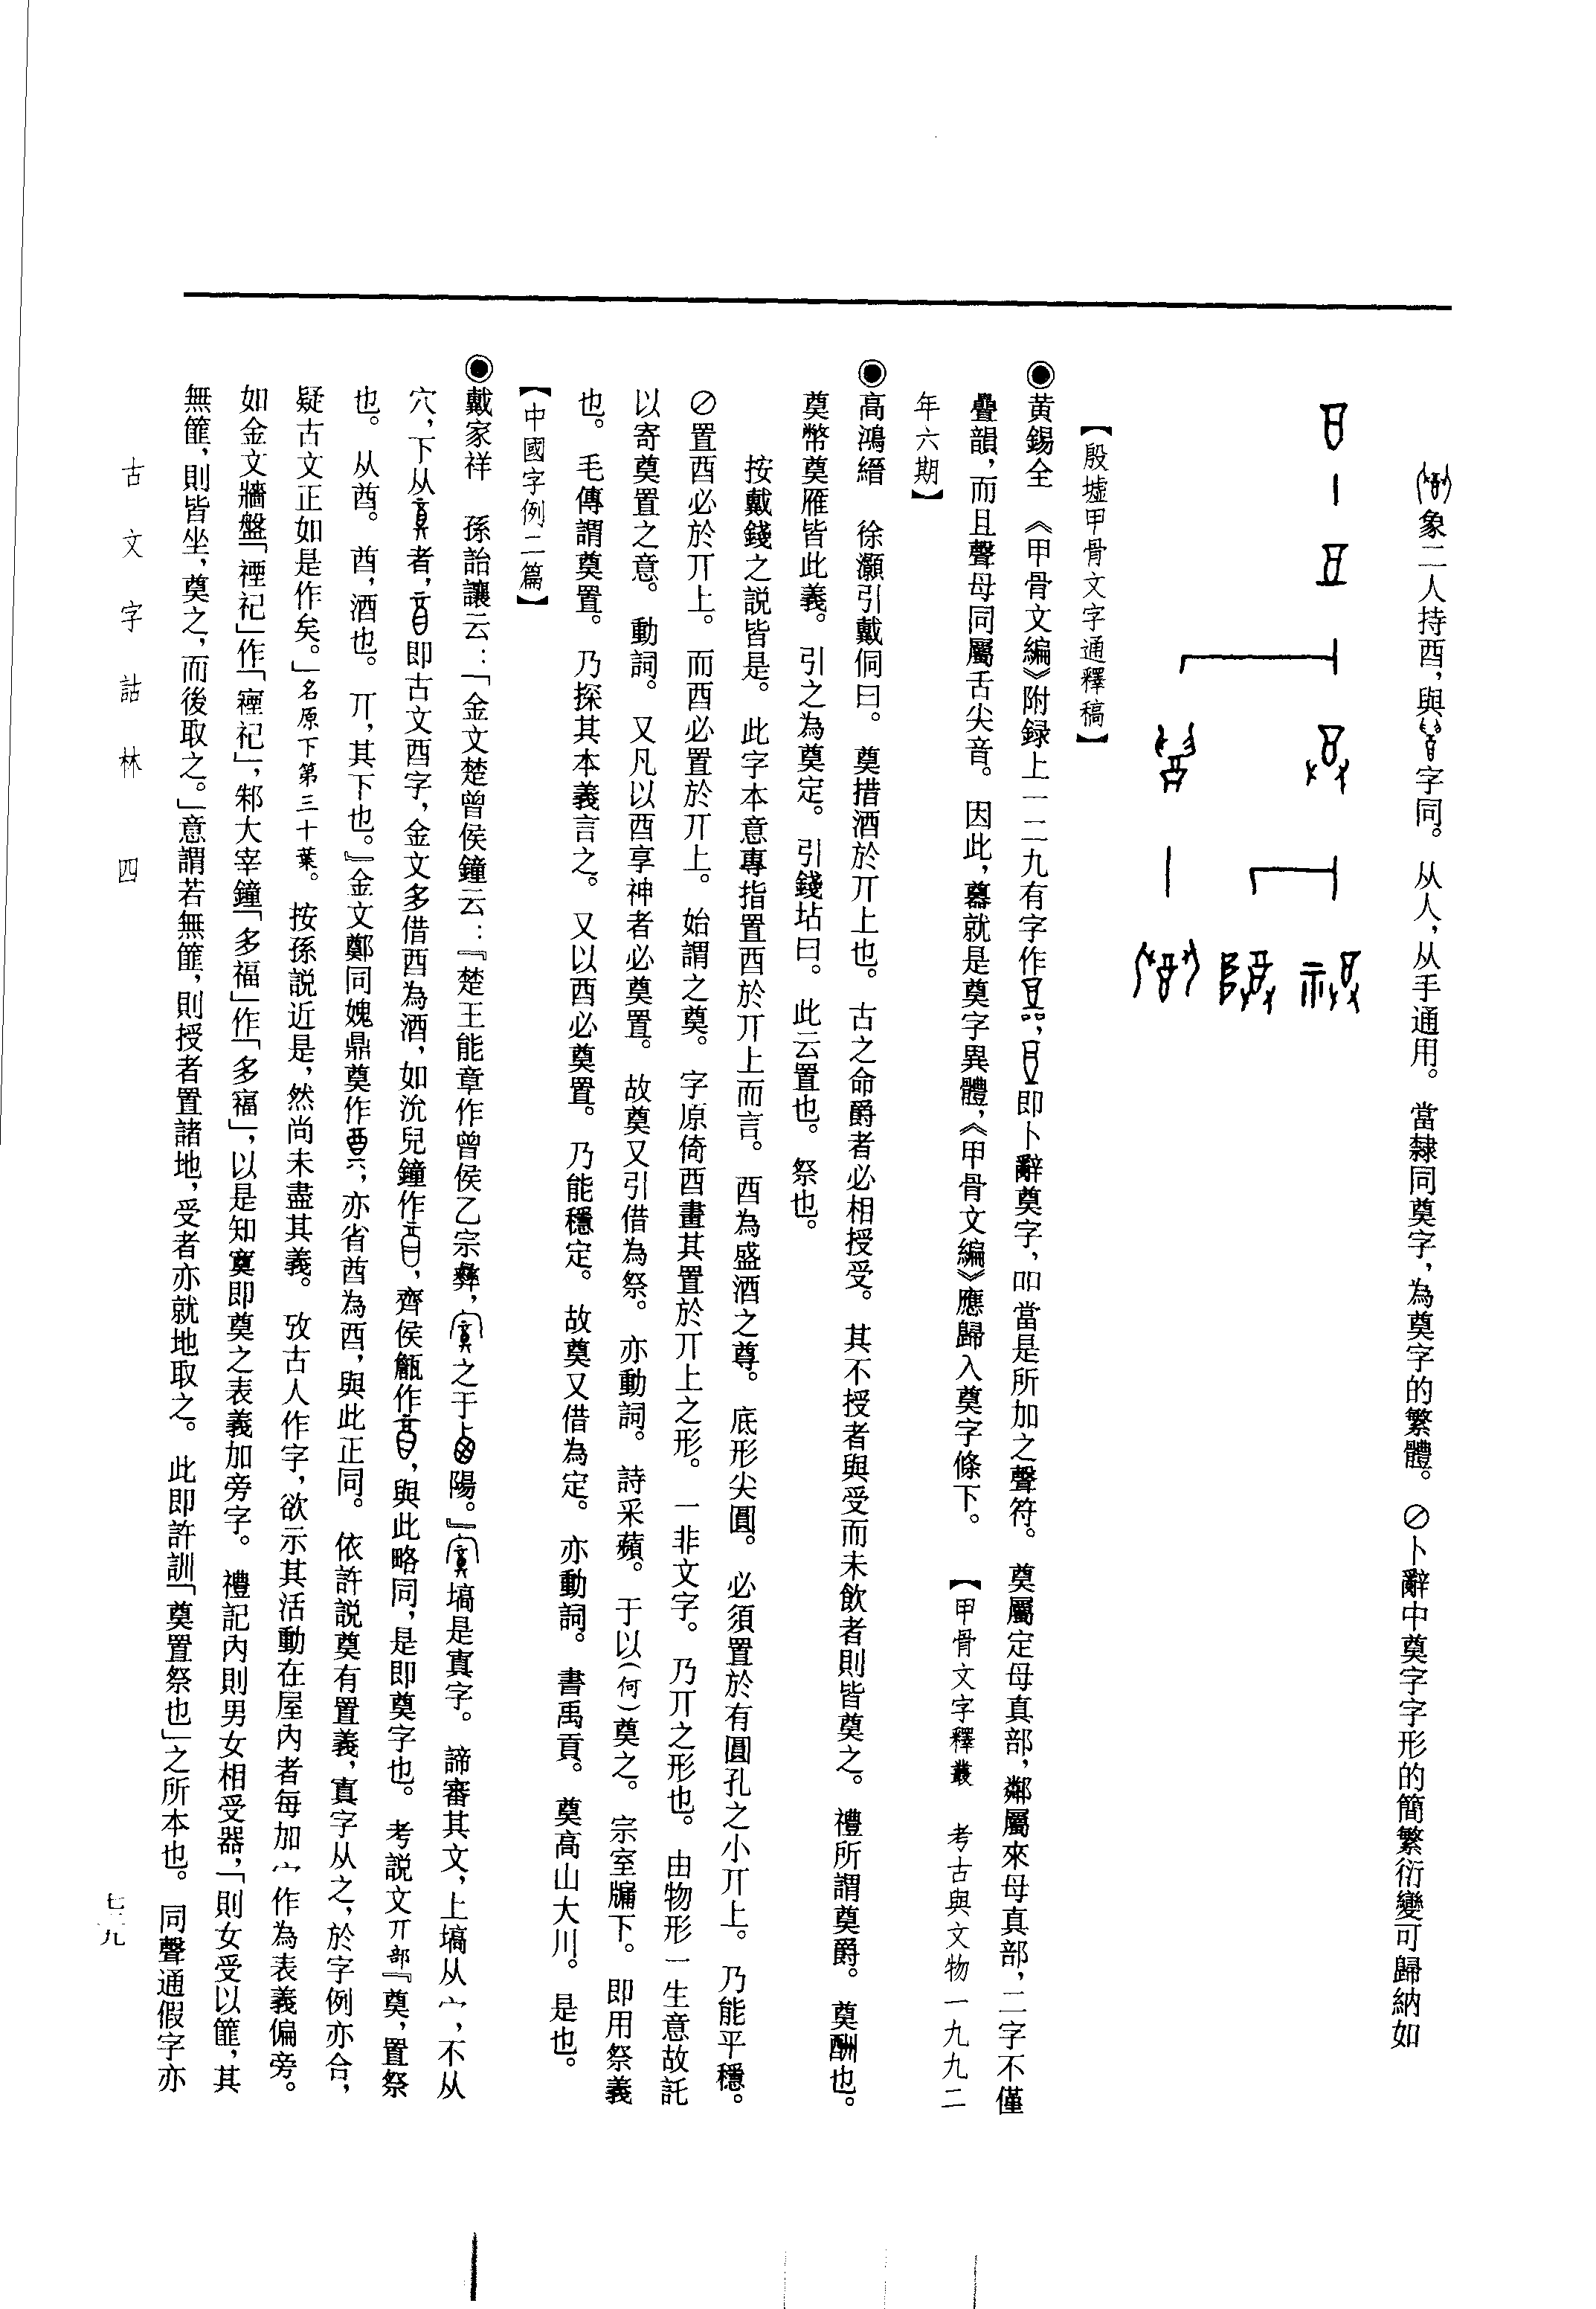 象二人持酉，與字同。从人，从手通用。當隸同奠字，為奠字的繁體。⊘卜辭中奠字字形的簡繁衍變可歸納如
【殷墟甲骨文字通釋稿】
◉黃錫全　《甲骨文編》附録上一二九有字作，即卜辭奠字，吅當是所加之聲符。奠屬定母真部，鄰屬來母真部，二字不僅
疊韻，而且聲母同屬舌尖音。因此，就是奠字異體，《甲骨文編》應歸入奠字條下。　【甲骨文字釋叢　考古與文物一九九二
年六期】
◉高鴻縉　徐灝引戴侗曰。奠措酒於丌上也。古之命爵者必相授受。其不授者與受而未飲者則皆奠之。禮所謂奠爵。奠酬也。
奠幣奠雁皆此義。引之為奠定。引錢坫曰。此云置也。祭也。
按戴錢之説皆是。此字本意專指置酉於丌上而言。酉為盛酒之尊。底形尖圓。必須置於有圓孔之小丌上。乃能平穩。
⊘置酉必於丌上。而酉必置於丌上。始謂之奠。字原倚酉畫其置於丌上之形。一非文字。乃丌之形也。由物形一生意故託
以寄奠置之意。動詞。又凡以酉享神者必奠置。故奠又引借為祭。亦動詞。詩采蘋。于以（何）奠之。宗室牖下。即用祭義
也。毛傳謂奠置。乃探其本義言之。又以酉必奠置。乃能穩定。故奠又借為定。亦動詞。書禹貢。奠高山大川。是也。
【中國字例二篇】
◉戴家祥　孫詒讓云：「金文楚曾侯鐘云：『楚王能章作曾侯乙宗彝，之于陽。』塙是寘字。諦審其文，上塙从宀，不从
穴，下从者，即古文酉字，金文多借酉為酒，如沇兒鐘作，齊侯甔作，與此略同，是即奠字也。考説文丌部『奠，置祭
也。从酋。酋，酒也。丌，其下也。』金文鄭同媿鼎奠作，亦省酋為酉，與此正同。依許説奠有置義，寘字从之，於字例亦合，
疑古文正如是作矣。」名原下第三十葉。按孫説近是，然尚未盡其義。攷古人作字，欲示其活動在屋內者每加宀作為表義偏旁。
如金文牆盤「禋祀」作「祀」，邾大宰鐘「多福」作「多」，以是知即奠之表義加旁字。禮記內則男女相受器，「則女受以篚，其
無篚，則皆坐，奠之，而後取之。」意謂若無篚，則授者置諸地，受者亦就地取之。此即許訓「奠置祭也」之所本也。同聲通假字亦
古文字詁林　四
七二九